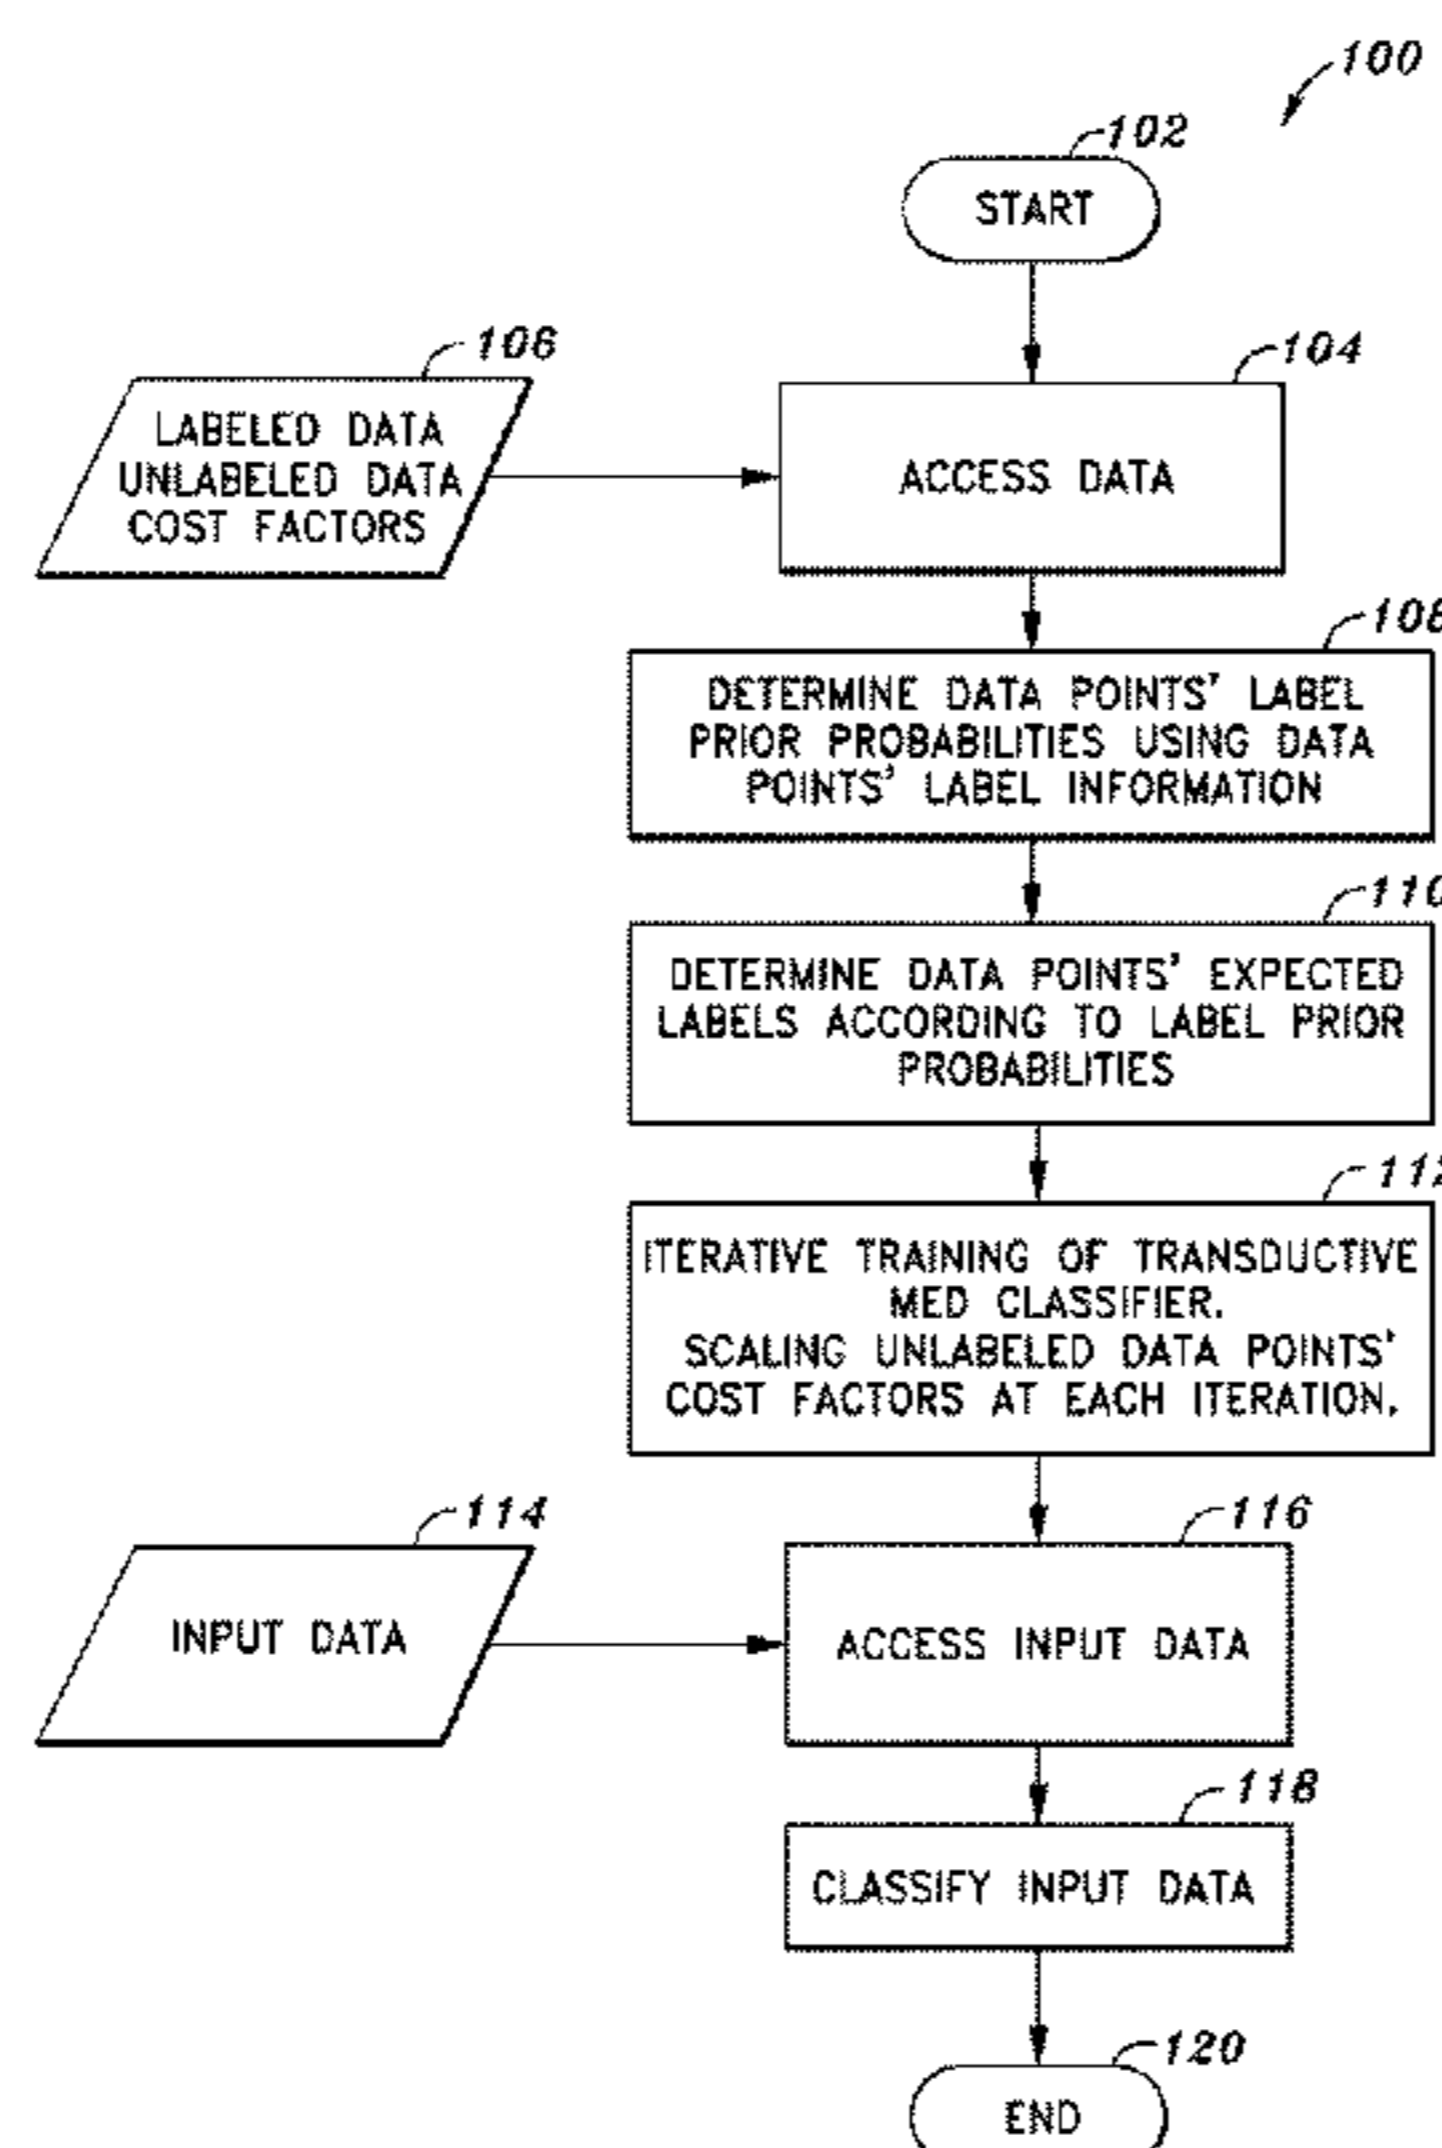 100
102
START
106
104
LABELED DATA
UNLABELED DATA
COST FACTORS
ACCESS DATA
108
DETERMINE DATA POINTS' LABEL
PRIOR PROBABILITIES USING DATA
POINTS' LABEL INFORMATION
110
DETERMINE DATA POINTS' EXPECTED
LABELS ACCORDING TO LABEL PRIOR
PROBABILITIES
112
ITERATIVE TRAINING OF TRANSDUCTIVE
MED CLASSIFIER.
SCALING UNLABELED DATA POINTS'
COST FACTORS AT EACH ITERATION.
114
116
INPUT DATA
ACCESS INPUT DATA
118
CLASSIFY INPUT DATA
120
END